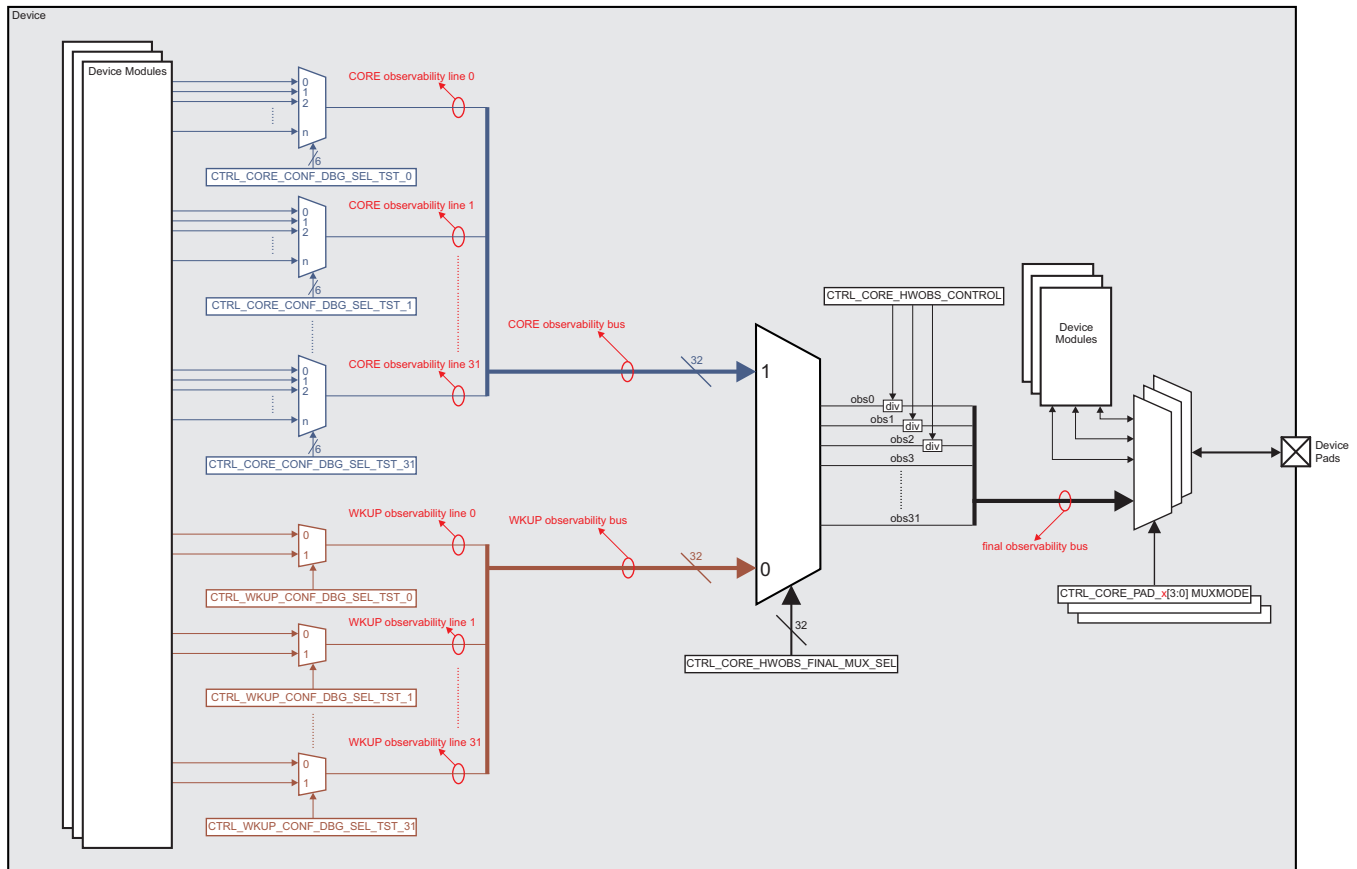 Device
Device Modules
0
1
2
n
6
CTRL_CORE_CONF_DBG_SEL_TST_0
CORE observability line 0
0
1
2
n
6
CTRL_CORE_CONF_DBG_SEL_TST_1
CORE observability line 1
0
1
2
n
6
CTRL_CORE_CONF_DBG_SEL_TST_31
CORE observability line 31
CORE observability bus
32
0
1
CTRL_WKUP_CONF_DBG_SEL_TST_0
WKUP observability line 0
0
1
CTRL_WKUP_CONF_DBG_SEL_TST_1
WKUP observability line 1
0
1
CTRL_WKUP_CONF_DBG_SEL_TST_31
WKUP observability line 31
WKUP observability bus
32
1
0
32
CTRL_CORE_HWOBS_FINAL_MUX_SEL
CTRL_CORE_HWOBS_CONTROL
obs0
div
obs1
div
obs2
div
obs3
obs31
final observability bus
Device
Modules
CTRL_CORE_PAD_x[3:0] MUXMODE
Device
Pads